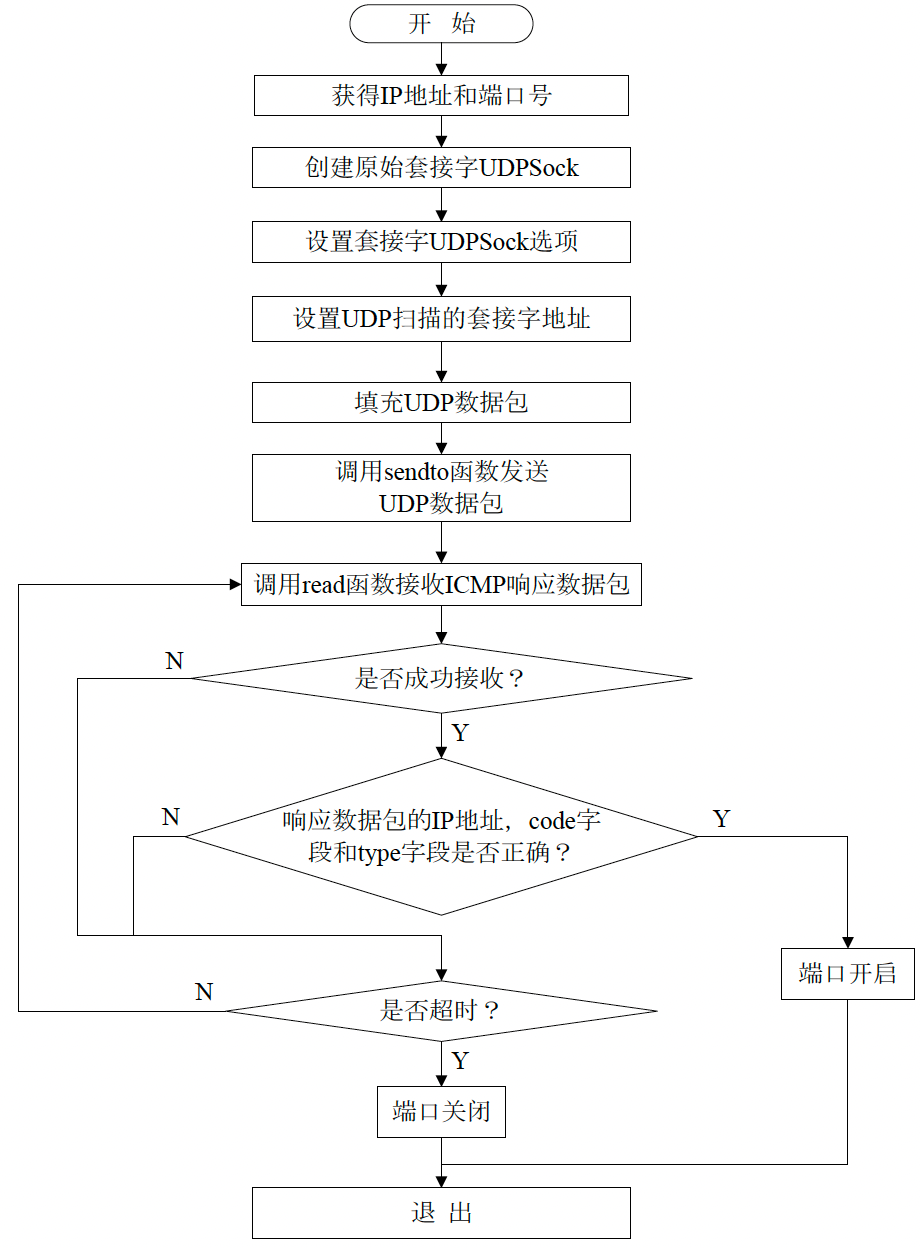 开 始
获得IP地址和端口号
创建原始套接字UDPSock
设置套接字UDPSock选项
设置UDP扫描的套接字地址
填充UDP数据包
调用sendto函数发送
UDP数据包
调用read函数接收ICMP响应数据包
N
是否成功接收？
Y
N
响应数据包的IP地址，code字
段和type字段是否正确？
Y
端口开启
N
是否超时？
Y
端口关闭
退 出